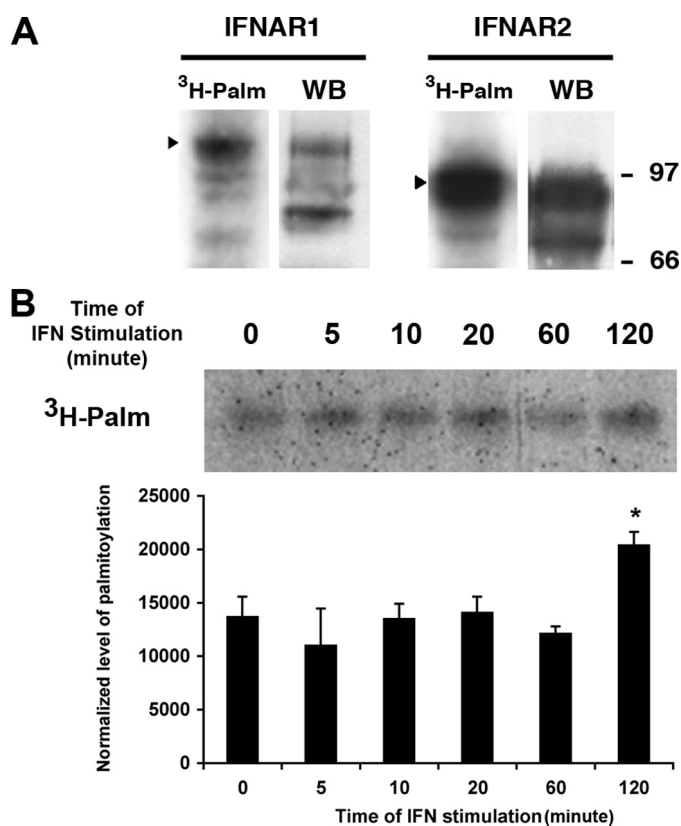 A
IFNAR1
IFNAR2
3H-Palm
WB
3H-Palm
WB
- 97
- 66
B
Time of
IFN Stimulation
(minute)
0 5 10 20 60 120
3H-Palm
Normalized level of palmitoylation
25000
20000
15000
10000
5000
0
*
0 5 10 20 60 120
Time of IFN stimulation (minute)